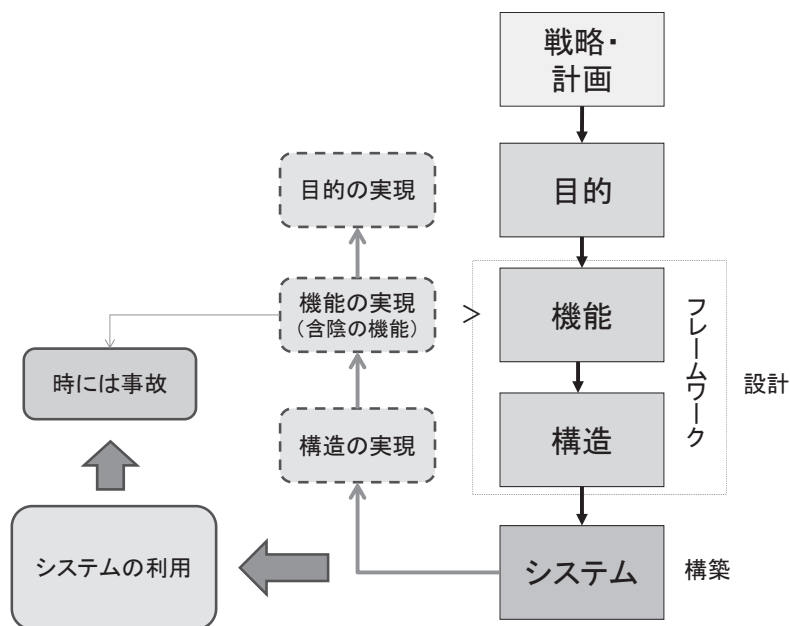 戦略・
計画
目的
目的の実現
機能の実現
(含陰の機能)
>
機能
フレームワーク
設計
時には事故
構造の実現
構造
システムの利用
システム
構築